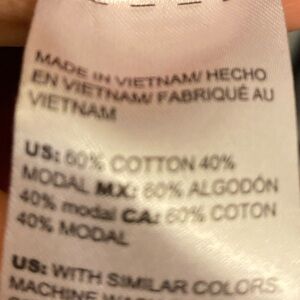 MADE IN VIETNAM/ HECHO
EN VIETNAM/ FABRIQUÉ AU
VIETNAM
US: 60% COTTON 40%
MODAL MX: 60% ALGODÓN
40% modal CA: 60% COTON
40% MODAL
US: WITH SIMILAR COLORS,
MACHINE